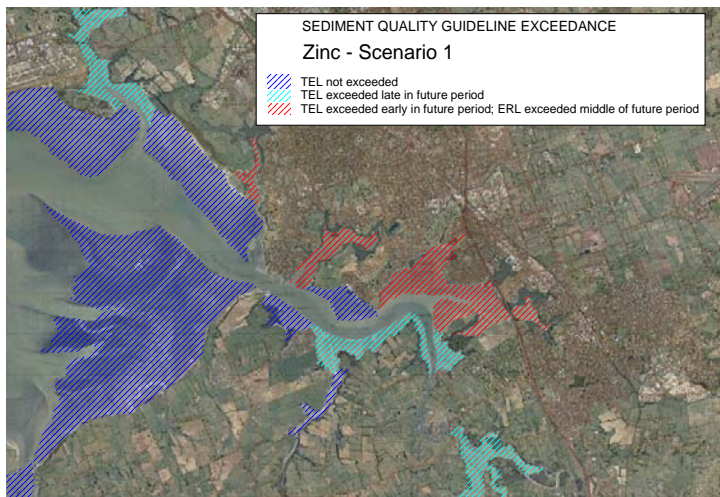 SEDIMENT QUALITY GUIDELINE EXCEEDANCE
Zinc - Scenario 1
TEL not exceeded
TEL exceeded late in future period
TEL exceeded early in future period; ERL exceeded middle of future period